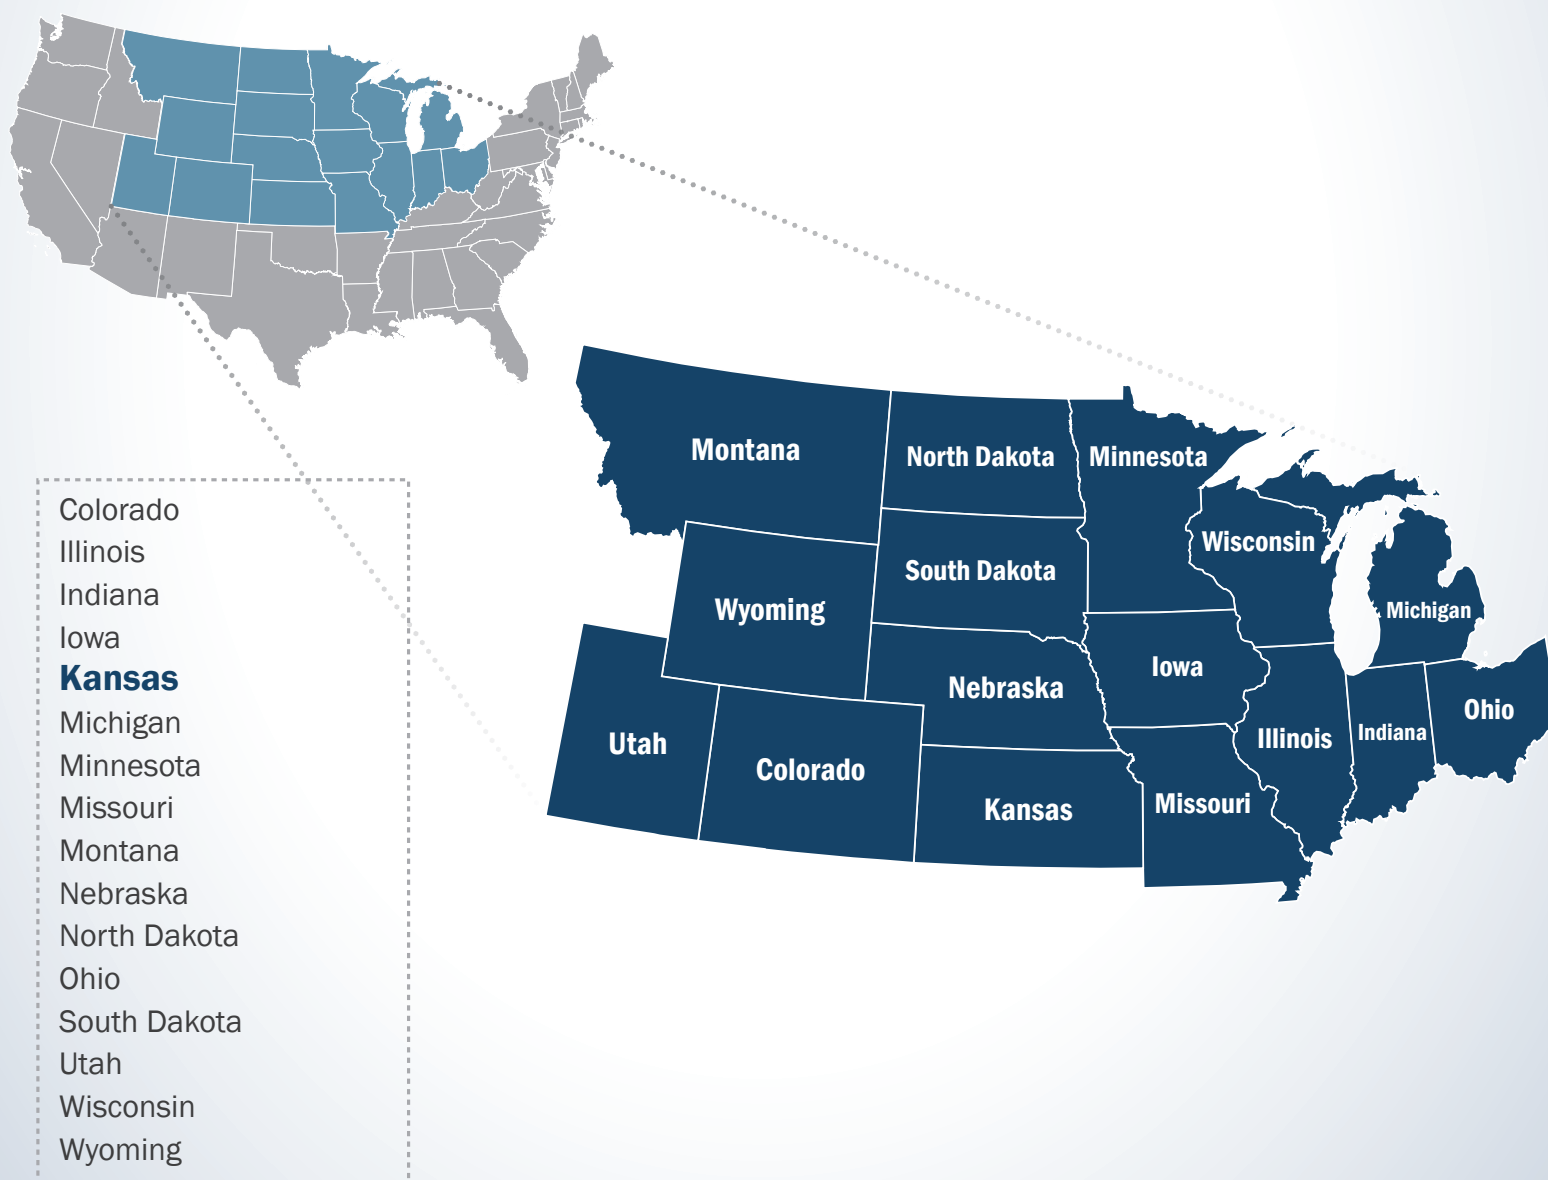 Colorado
Illinois
Indiana
Iowa
Kansas
Michigan
Minnesota
Missouri
Montana
Nebraska
North Dakota
Ohio
South Dakota
Utah
Wisconsin
Wyoming
Montana
North Dakota
Minnesota
Wisconsin
South Dakota
Wyoming
Michigan
Iowa
Nebraska
Ohio
Indiana
Illinois
Utah
Colorado
Missouri
Kansas